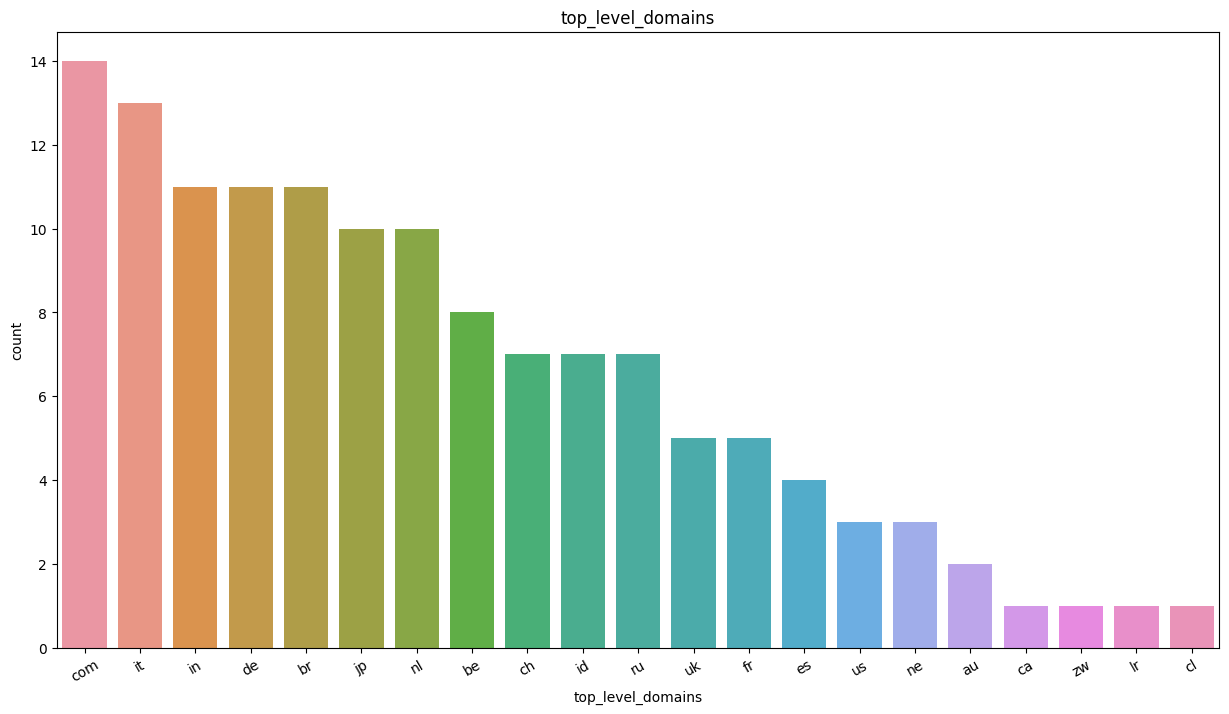 top_level_domains
count
14
12
10
8
6
4
2
0
com it in de br jp nl be ch id ru uk fr es us ne au ca zw lr cl
top_level_domains